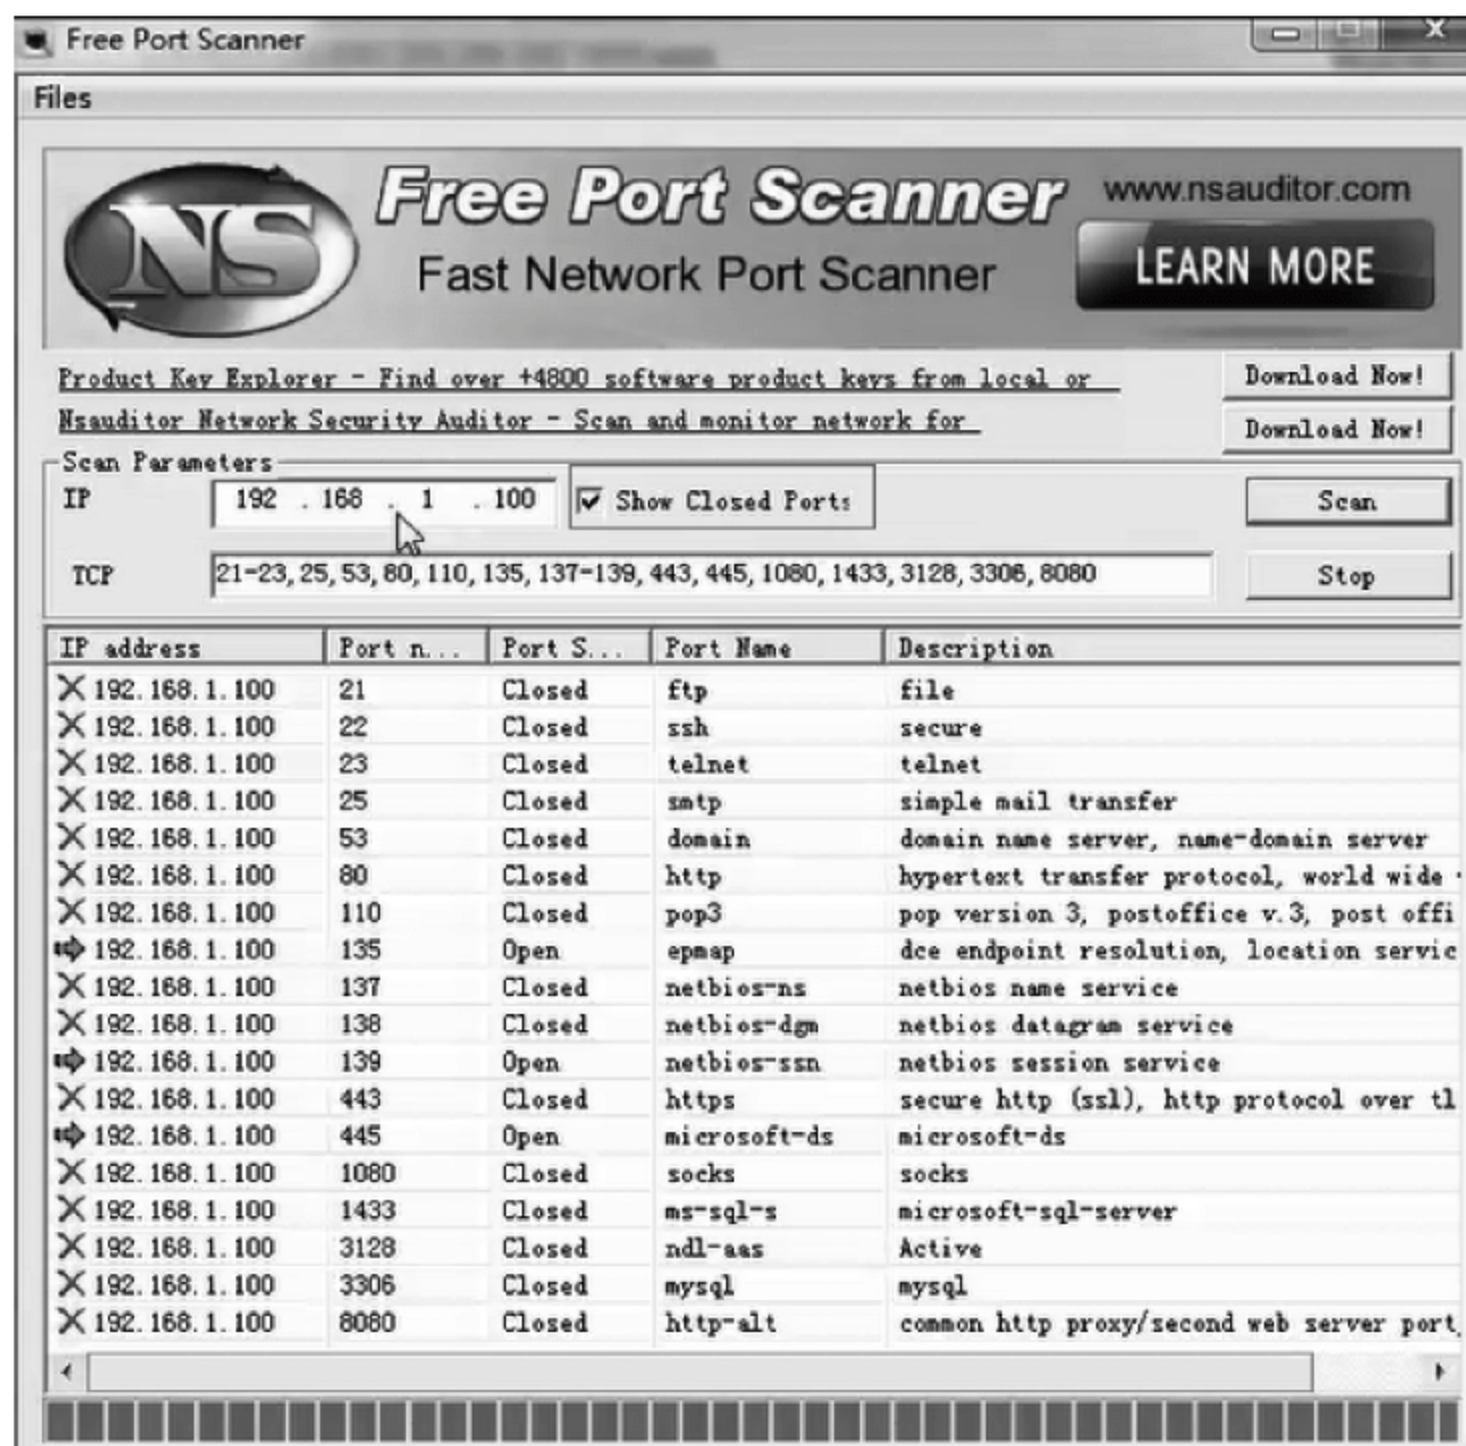 Free Port Scanner
Files
NS
Free Port Scanner
www.nsauditor.com
Fast Network Port Scanner
LEARN MORE
Product Key Explorer - Find over +4800 software product keys from local or
Download Now!
Nsauditor Network Security Auditor - Scan and monitor network for
Download Now!
Scan Parameters
IP 192 . 168 . 1 . 100 Show Closed Ports Scan
TCP 21-23, 25, 53, 80, 110, 135, 137-139, 443, 445, 1080, 1433, 3128, 3306, 8080 Stop
IP address Port n... Port S... Port Name Description
192.168.1.100 21 Closed ftp file
192.168.1.100 22 Closed ssh secure
192.168.1.100 23 Closed telnet telnet
192.168.1.100 25 Closed smtp simple mail transfer
192.168.1.100 53 Closed domain domain name server, name-domain server
192.168.1.100 80 Closed http hypertext transfer protocol, world wide
192.168.1.100 110 Closed pop3 pop version 3, postoffice v.3, post offi
192.168.1.100 135 Open epmap dce endpoint resolution, location servic
192.168.1.100 137 Closed netbios-ns netbios name service
192.168.1.100 138 Closed netbios-dgm netbios datagram service
192.168.1.100 139 Open netbios-ssn netbios session service
192.168.1.100 443 Closed https secure http (ssl), http protocol over tl
192.168.1.100 445 Open microsoft-ds microsoft-ds
192.168.1.100 1080 Closed socks socks
192.168.1.100 1433 Closed ms-sql-s microsoft-sql-server
192.168.1.100 3128 Closed ndl-aas Active
192.168.1.100 3306 Closed mysql mysql
192.168.1.100 8080 Closed http-alt common http proxy/second web server port,